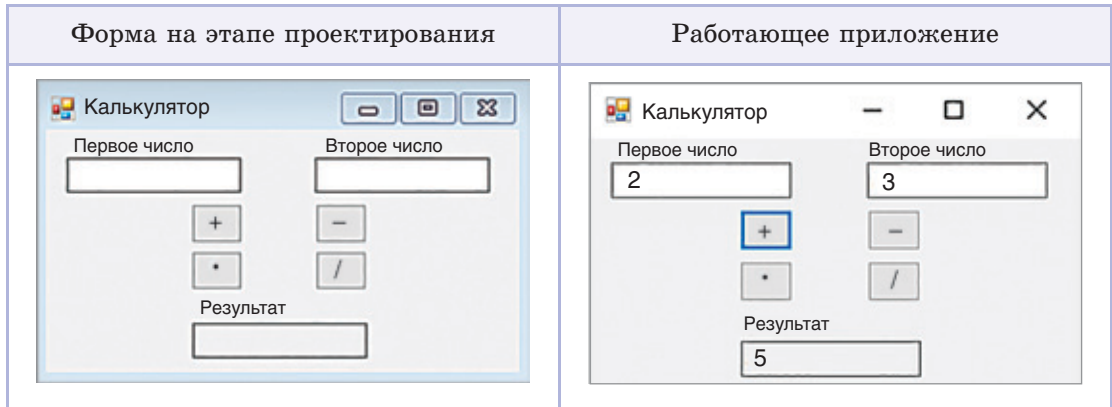 Форма на этапе проектирования
Калькулятор
Первое число Второе число
+ −
• /
Результат
Работающее приложение
Калькулятор
Первое число Второе число
2 3
+ −
• /
Результат
5